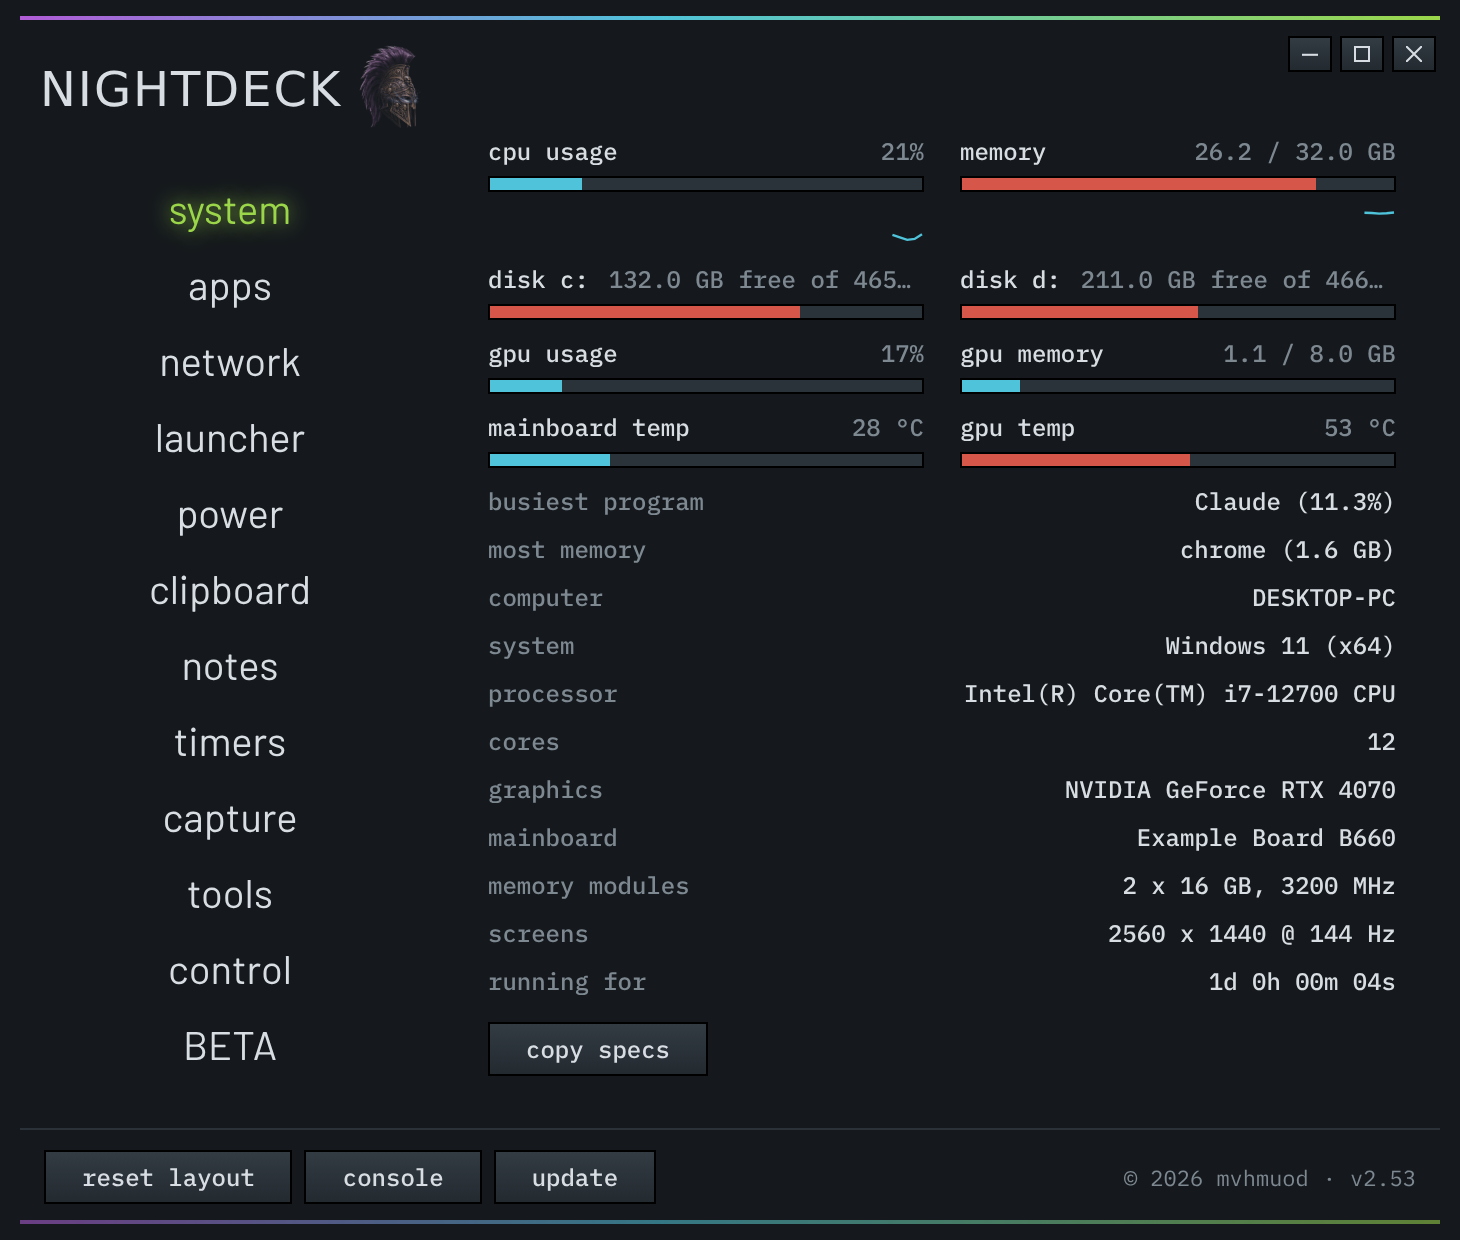 NIGHTDECK
system
apps
network
launcher
power
clipboard
notes
timers
capture
tools
control
BETA
cpu usage 21%
memory 26.2 / 32.0 GB
disk c: 132.0 GB free of 465…
disk d: 211.0 GB free of 466…
gpu usage 17%
gpu memory 1.1 / 8.0 GB
mainboard temp 28 °C
gpu temp 53 °C
busiest program Claude (11.3%)
most memory chrome (1.6 GB)
computer DESKTOP-PC
system Windows 11 (x64)
processor Intel(R) Core(TM) i7-12700 CPU
cores 12
graphics NVIDIA GeForce RTX 4070
mainboard Example Board B660
memory modules 2 x 16 GB, 3200 MHz
screens 2560 x 1440 @ 144 Hz
running for 1d 0h 00m 04s
copy specs
reset layout console update
© 2026 mvhmuod · v2.53